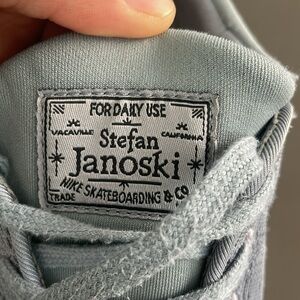 FOR DAILY USE
VACAVILLE CALIFORNIA
Stefan
Janoski
NIKE SKATEBOARDING & CO
TRADE